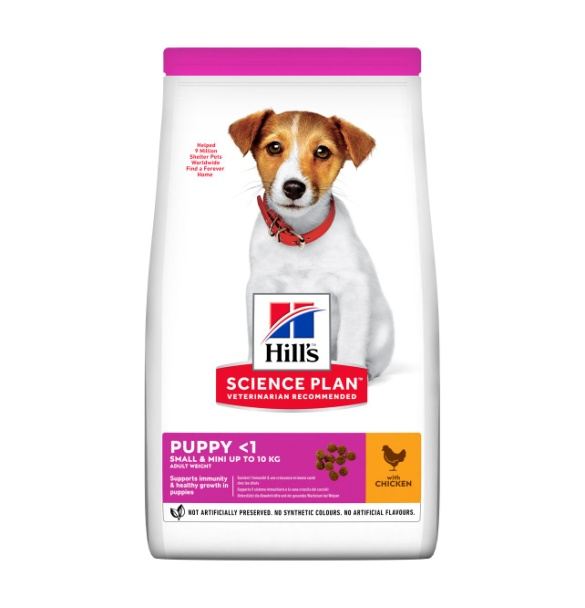 Helped
9 Million
Shelter Pets
Worldwide
Find a Forever
Home
Hill's™
SCIENCE PLAN™
VETERINARIAN RECOMMENDED
PUPPY <1
SMALL & MINI UP TO 10 KG
ADULT WEIGHT
Supports immunity
& healthy growth in
puppies
with
CHICKEN
NOT ARTIFICIALLY PRESERVED. NO SYNTHETIC COLOURS. NO ARTIFICIAL FLAVOURS.